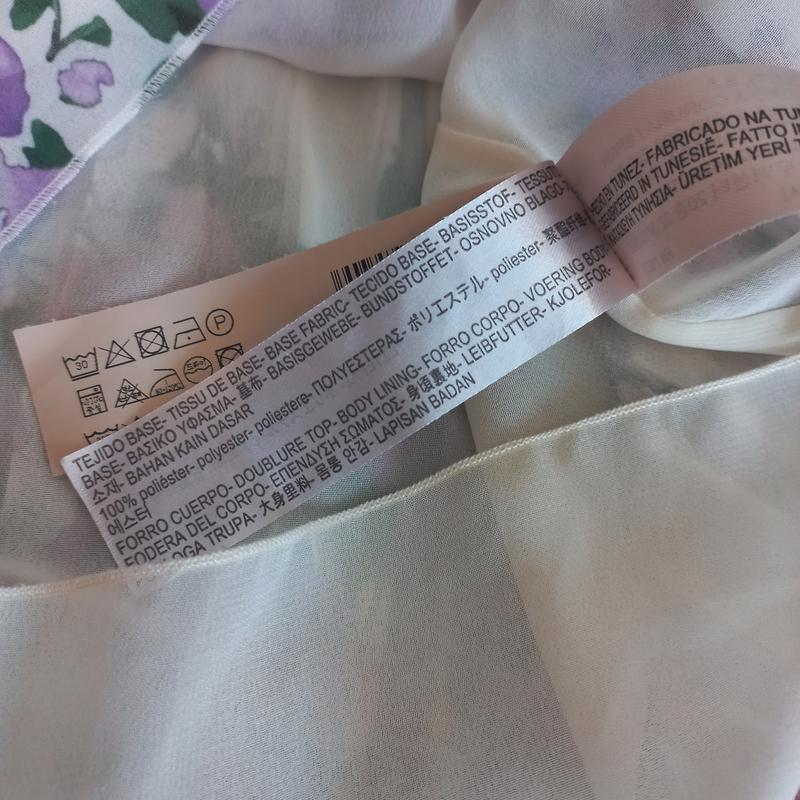 TEJIDO BASE- TISSU DE BASE- BASE FABRIC- TECIDO BASE- BASISSTOF- TESSUTO
BASE- ΒΑΣΙΚΟ ΥΦΑΣΜΑ- 基布- BASISGEWEBE- BUNDSTOFFET- OSNOVNO BLAGO-
소재- BAHAN KAIN DASAR
100% poliéster- polyester- poliestere- ΠΟΛΥΕΣΤΕΡΑΣ- ポリエステル- poliester- 聚酯纤维
에스터
FORRO CUERPO- DOUBLURE TOP- BODY LINING- FORRO CORPO- VOERING BODY
FODERA DEL CORPO- ΕΠΕΝΔΥΣΗ ΣΩΜΑΤΟΣ- 身頃裏地- LEIBFUTTER- KJOLEFOR-
TRUPA- 大身里料- 몸통 안감- LAPISAN BADAN
EN TUNEZ- FABRICADO NA
IN TUNESIË- FATTO
ΤΥΝΗΣΙΑ- ÜRETİM YERİ
30
P